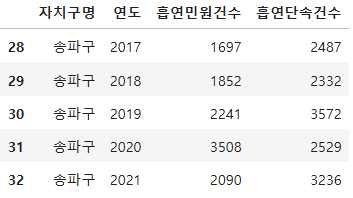 자치구명 연도 흡연민원건수 흡연단속건수
28 송파구 2017 1697 2487
29 송파구 2018 1852 2332
30 송파구 2019 2241 3572
31 송파구 2020 3508 2529
32 송파구 2021 2090 3236